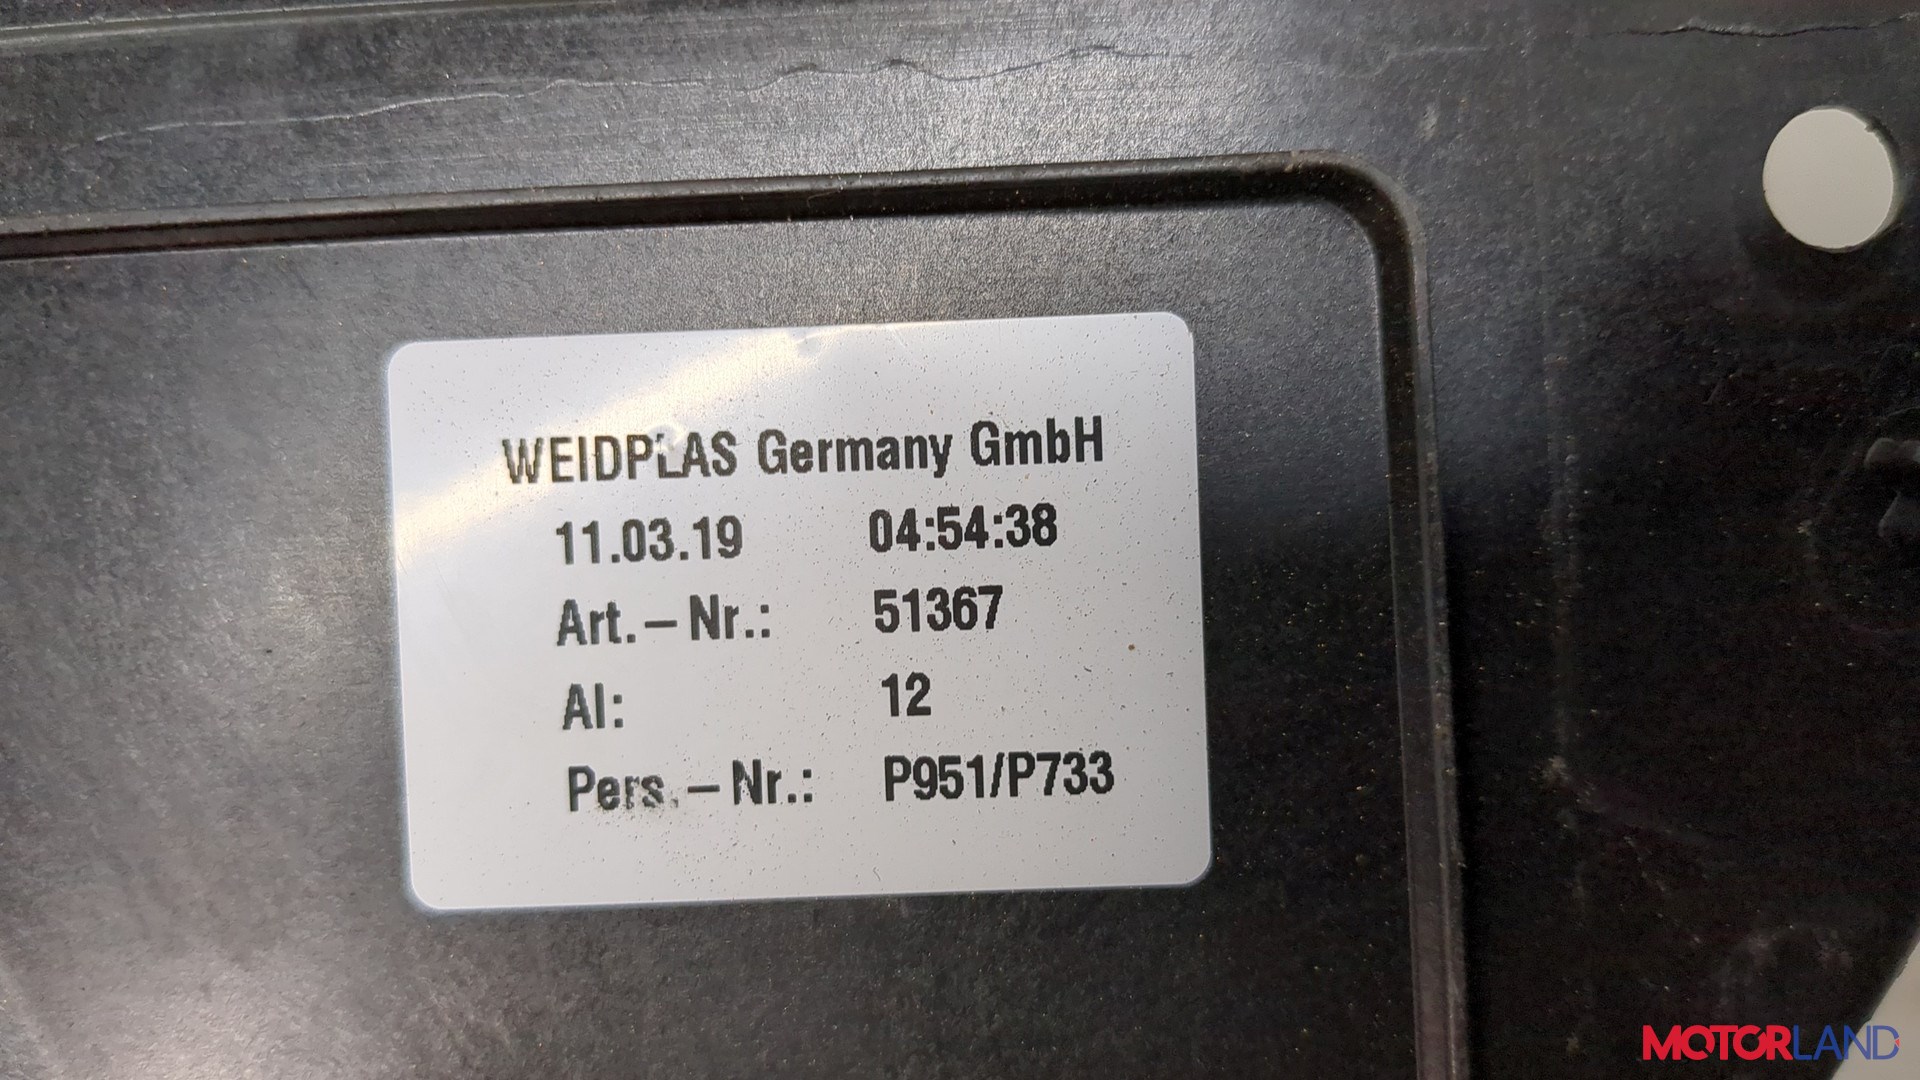 WEIDPLAS Germany GmbH
11.03.19 04:54:38
Art.-Nr.: 51367
AI: 12
Pers.-Nr.: P951/P733
MOTORLAND